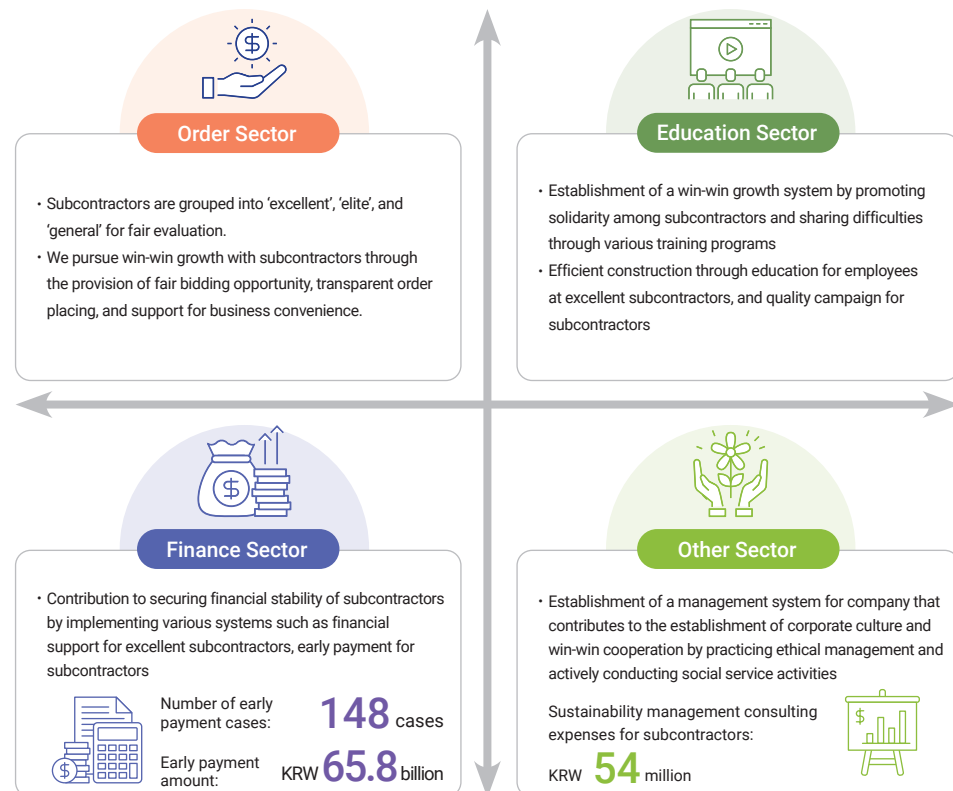 Order Sector
· Subcontractors are grouped into ‘excellent’, ‘elite’, and
‘general’ for fair evaluation.
· We pursue win-win growth with subcontractors through
the provision of fair bidding opportunity, transparent order
placing, and support for business convenience.
Education Sector
· Establishment of a win-win growth system by promoting
solidarity among subcontractors and sharing difficulties
through various training programs
· Efficient construction through education for employees
at excellent subcontractors, and quality campaign for
subcontractors
Finance Sector
· Contribution to securing financial stability of subcontractors
by implementing various systems such as financial
support for excellent subcontractors, early payment for
subcontractors
Number of early
payment cases:
148 cases
Early payment
amount:
KRW 65.8 billion
Other Sector
· Establishment of a management system for company that
contributes to the establishment of corporate culture and
win-win cooperation by practicing ethical management and
actively conducting social service activities
Sustainability management consulting
expenses for subcontractors:
KRW 54 million